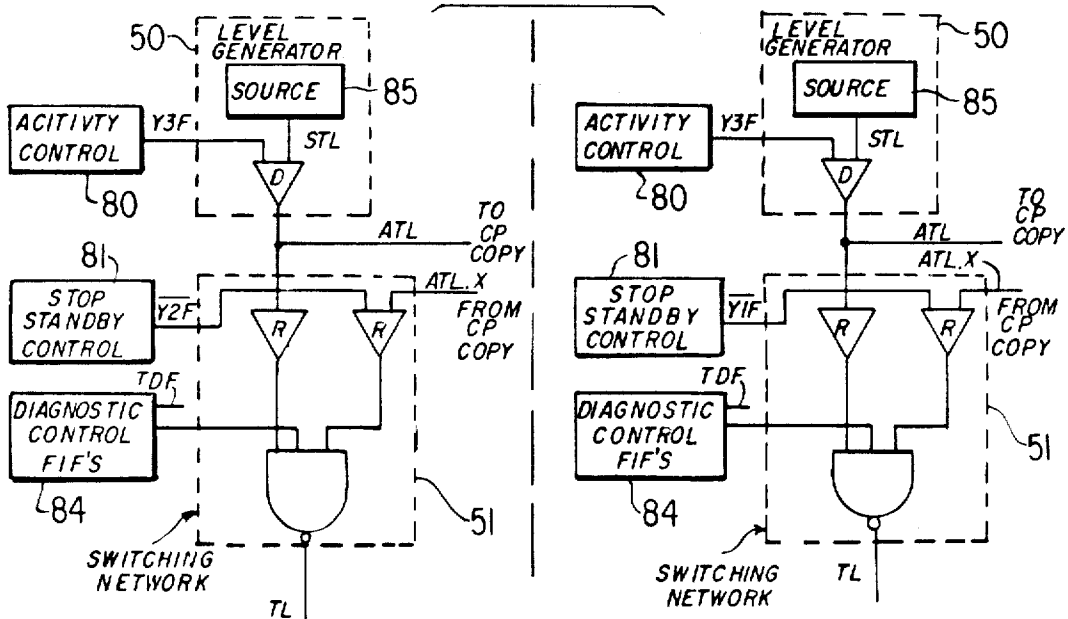 50
LEVEL
GENERATOR
SOURCE
85
STL
ACITIVTY
CONTROL
80
Y3F
D
ATL
TO
CP
COPY
81
STOP
STANDBY
CONTROL
Y2F
ATL.X
FROM
CP
COPY
R
R
TDF
DIAGNOSTIC
CONTROL
FIF'S
84
51
SWITCHING
NETWORK
TL
LEVEL
GENERATOR
50
SOURCE
85
STL
ACTIVITY
CONTROL
80
Y3F
D
ATL
TO
CP
COPY
81
STOP
STANDBY
CONTROL
Y1F
ATL.X
FROM
CP
COPY
R
R
TDF
DIAGNOSTIC
CONTROL
FIF'S
84
51
SWITCHING
NETWORK
TL